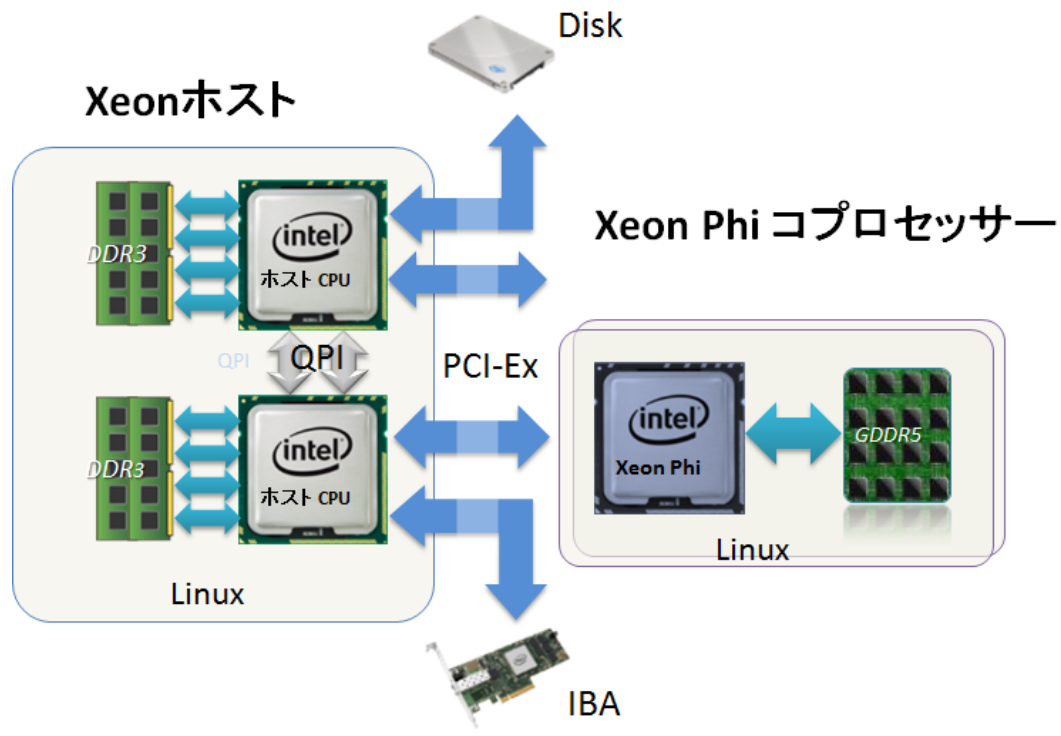 Disk
Xeonホスト
DDR3
intel
ホスト CPU
Xeon Phi コプロセッサー
QPI
QPI
PCI-Ex
DDR3
intel
ホスト CPU
intel
Xeon Phi
GDDR5
Linux
Linux
IBA